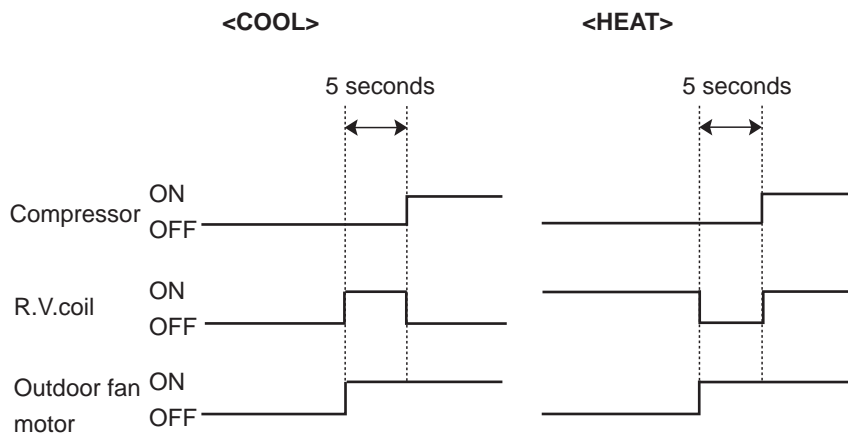 <COOL>
<HEAT>
5 seconds
5 seconds
Compressor
ON
OFF
R.V.coil
ON
OFF
Outdoor fan
motor
ON
OFF